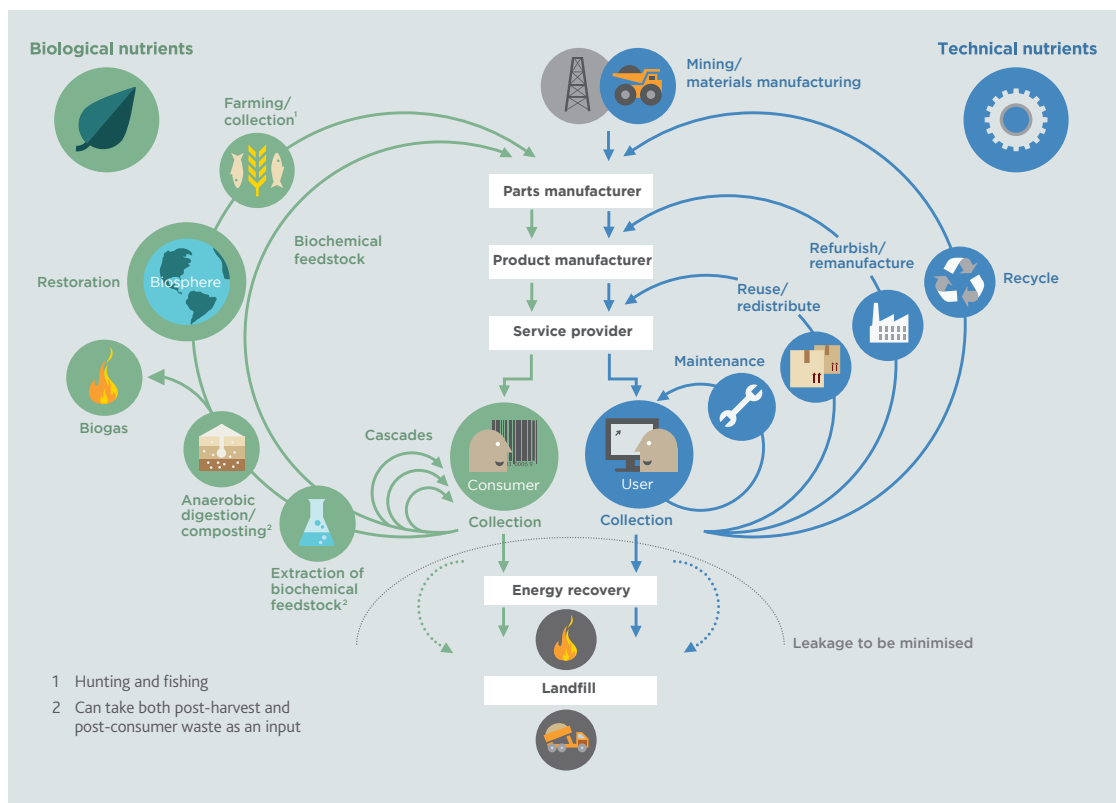 Biological nutrients
Technical nutrients
Mining/
materials manufacturing
Farming/
collection¹
Parts manufacturer
Biochemical
feedstock
Product manufacturer
Refurbish/
remanufacture
Restoration
Biosphere
Recycle
Reuse/
redistribute
Service provider
Maintenance
Biogas
Cascades
Consumer
User
Anaerobic
digestion/
composting²
Collection
Collection
Extraction of
biochemical
feedstock²
Energy recovery
Leakage to be minimised
Landfill
1 Hunting and fishing
2 Can take both post-harvest and
post-consumer waste as an input